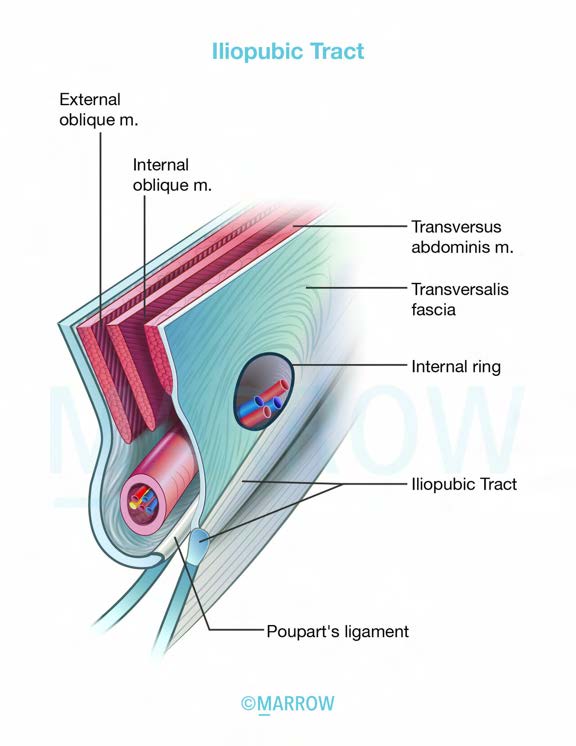 Iliopubic Tract
External
oblique m.
Internal
oblique m.
Transversus
abdominis m.
Transversalis
fascia
Internal ring
Iliopubic Tract
Poupart's ligament
MARROW
©MARROW